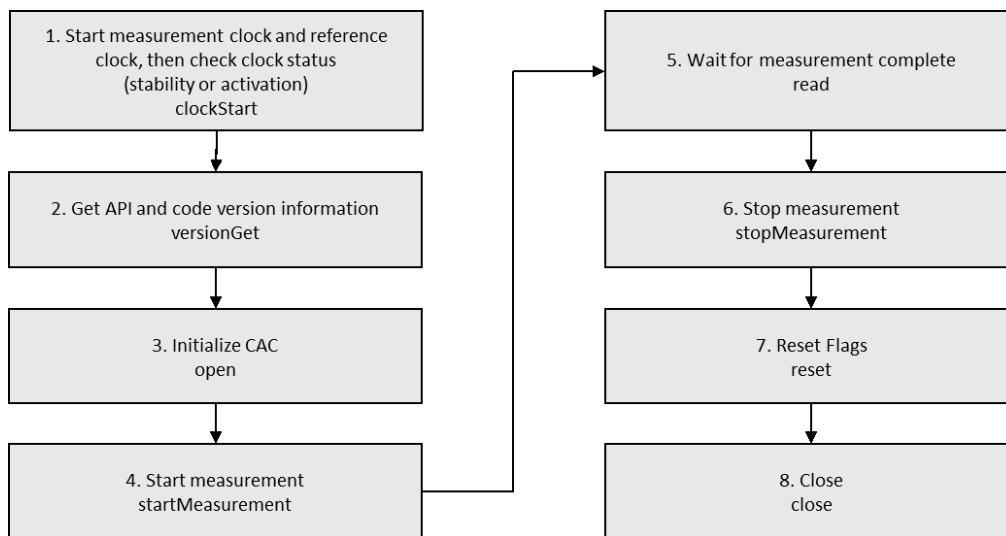 1. Start measurement clock and reference
clock, then check clock status
(stability or activation)
clockStart
2. Get API and code version information
versionGet
3. Initialize CAC
open
4. Start measurement
startMeasurement
5. Wait for measurement complete
read
6. Stop measurement
stopMeasurement
7. Reset Flags
reset
8. Close
close